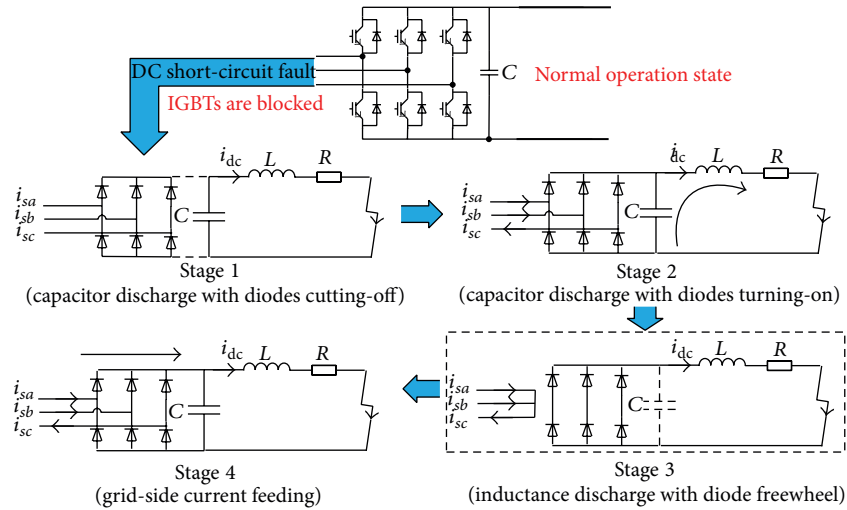 DC short-circuit fault
IGBTs are blocked
C
Normal operation state
i_dc L R
i_sa
i_sb
i_sc
C
Stage 1
(capacitor discharge with diodes cutting-off)
i_dc L R
i_sa
i_sb
i_sc
C
Stage 2
(capacitor discharge with diodes turning-on)
i_dc L R
i_sa
i_sb
i_sc
C
Stage 4
(grid-side current feeding)
i_dc L R
i_sa
i_sb
i_sc
C
Stage 3
(inductance discharge with diode freewheel)